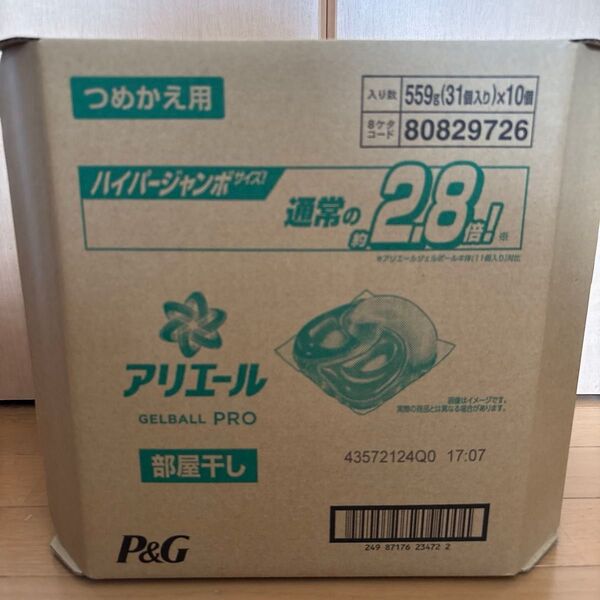 つめかえ用
入り数 559g(31個入り)×10個
8ケタコード 80829726
ハイパージャンボサイズ!
通常の約2.8倍!※
※アリエールジェルボール本体(11個入り)対比
アリエール
GELBALL PRO
部屋干し
画像はイメージです。
実際の商品とは異なる場合があります。
43572124Q0 17:07
P&G
249 87176 23472 2